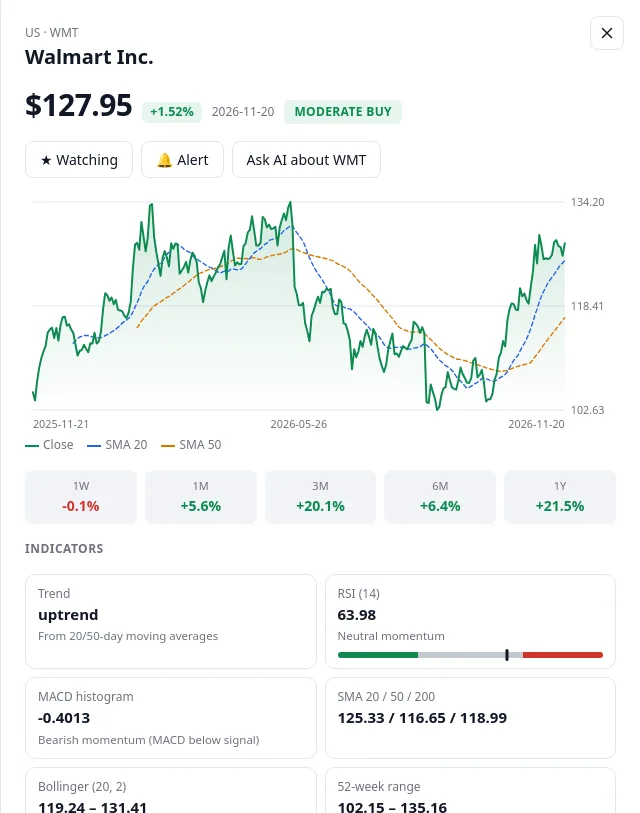 US · WMT
Walmart Inc.
$127.95 +1.52% 2026-11-20 MODERATE BUY
★ Watching 🔔 Alert Ask AI about WMT
134.20
118.41
102.63
2025-11-21 2026-05-26 2026-11-20
Close SMA 20 SMA 50
1W 1M 3M 6M 1Y
-0.1% +5.6% +20.1% +6.4% +21.5%
INDICATORS
Trend
uptrend
From 20/50-day moving averages
RSI (14)
63.98
Neutral momentum
MACD histogram
-0.4013
Bearish momentum (MACD below signal)
SMA 20 / 50 / 200
125.33 / 116.65 / 118.99
Bollinger (20, 2)
119.24 – 131.41
52-week range
102.15 – 135.16